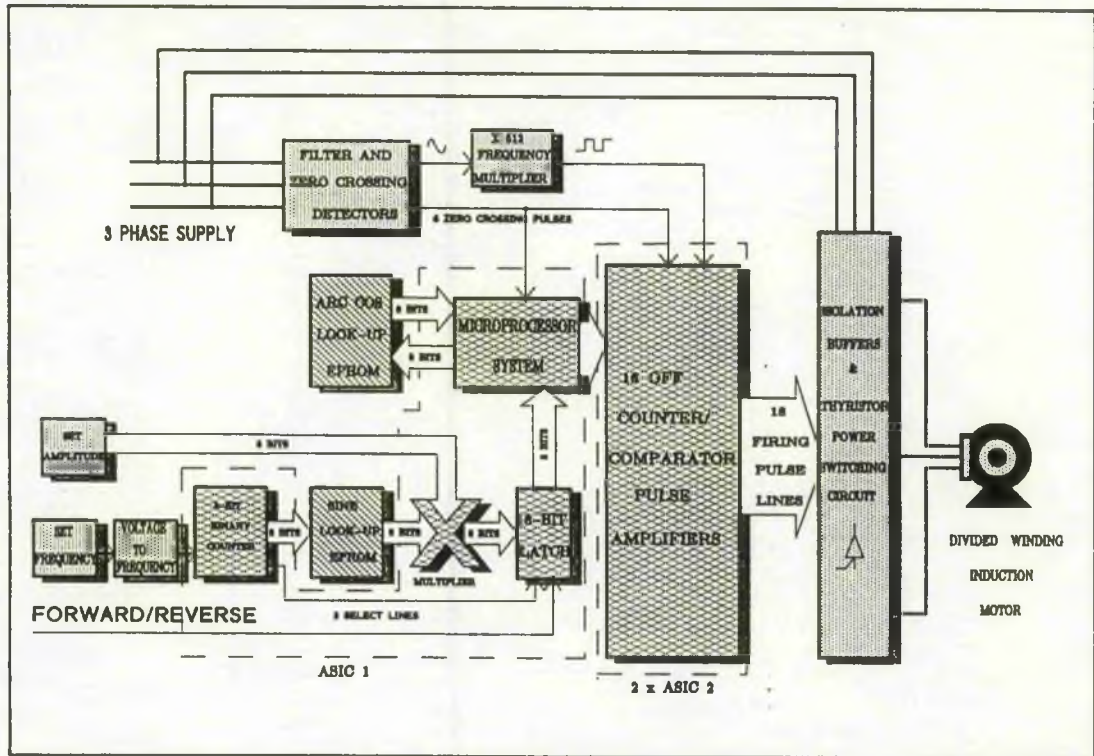 X 512
FREQUENCY
MULTIPLIER
FILTER AND
ZERO CROSSING
DETECTORS
6 ZERO CROSSING PULSES
3 PHASE SUPPLY
ARC COS
LOOK-UP
EPROM
8 BITS
8 BITS
MICROPROCESSOR
SYSTEM
18 OFF
COUNTER/
COMPARATOR
PULSE
AMPLIFIERS
18
FIRING
PULSE
LINES
ISOLATION
BUFFERS
&
THYRISTOR
POWER
SWITCHING
CIRCUIT
DIVIDED WINDING
INDUCTION
MOTOR
SET
AMPLITUDE
8 BITS
8 BITS
SET
FREQUENCY
VOLTAGE
TO
FREQUENCY
BINARY
COUNTER
8 BITS
SINE
LOOK-UP
EPROM
8 BITS
MULTIPLIER
8 BITS
8-BIT
LATCH
SELECT LINES
FORWARD/REVERSE
ASIC 1
2 x ASIC 2